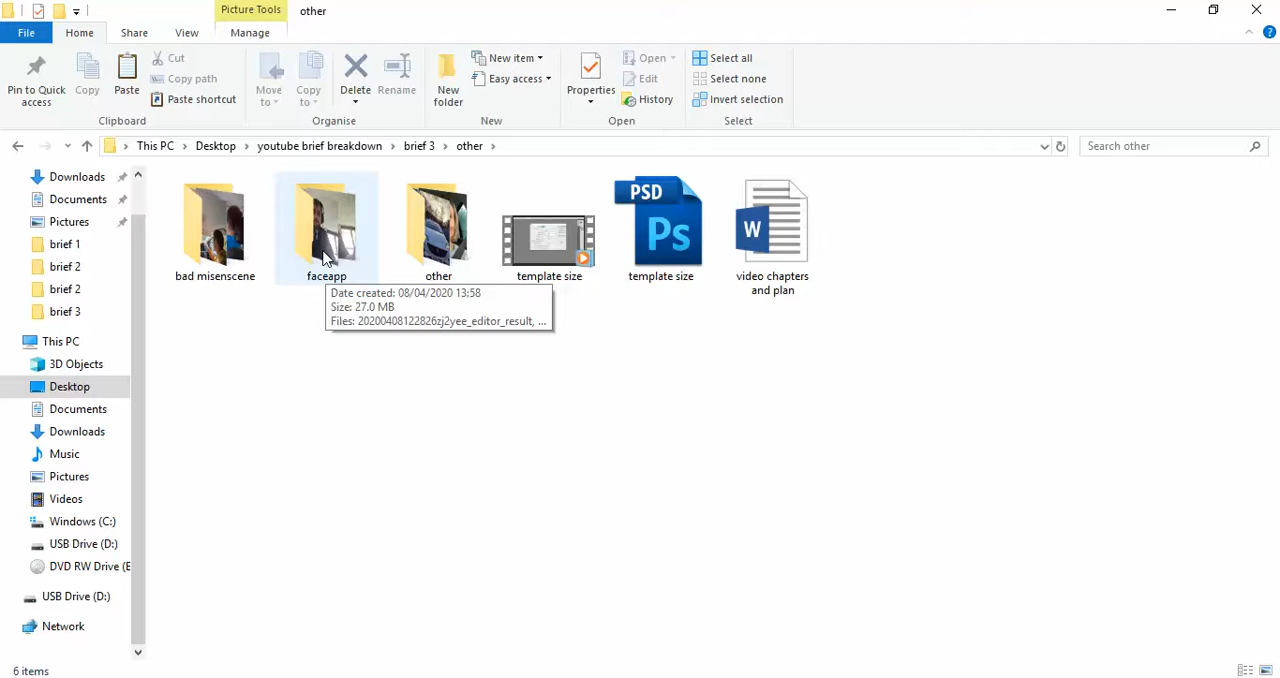 Picture Tools
other
File
Home
Share
View
Manage
Pin to Quick access
Copy
Paste
Cut
Copy path
Paste shortcut
Clipboard
Move to
Copy to
Delete
Rename
Organise
New folder
New item
Easy access
New
Properties
Open
Edit
History
Open
Select all
Select none
Invert selection
Select
This PC > Desktop > youtube brief breakdown > brief 3 > other >
Search other
Downloads
Documents
Pictures
brief 1
brief 2
brief 2
brief 3
This PC
3D Objects
Desktop
Documents
Downloads
Music
Pictures
Videos
Windows (C:)
USB Drive (D:)
DVD RW Drive (E
USB Drive (D:)
Network
bad misenscene
faceapp
other
template size
PSD
Ps
template size
W
video chapters
and plan
Date created: 08/04/2020 13:58
Size: 27.0 MB
Files: 20200408122826zj2yee_editor_result, ...
6 items